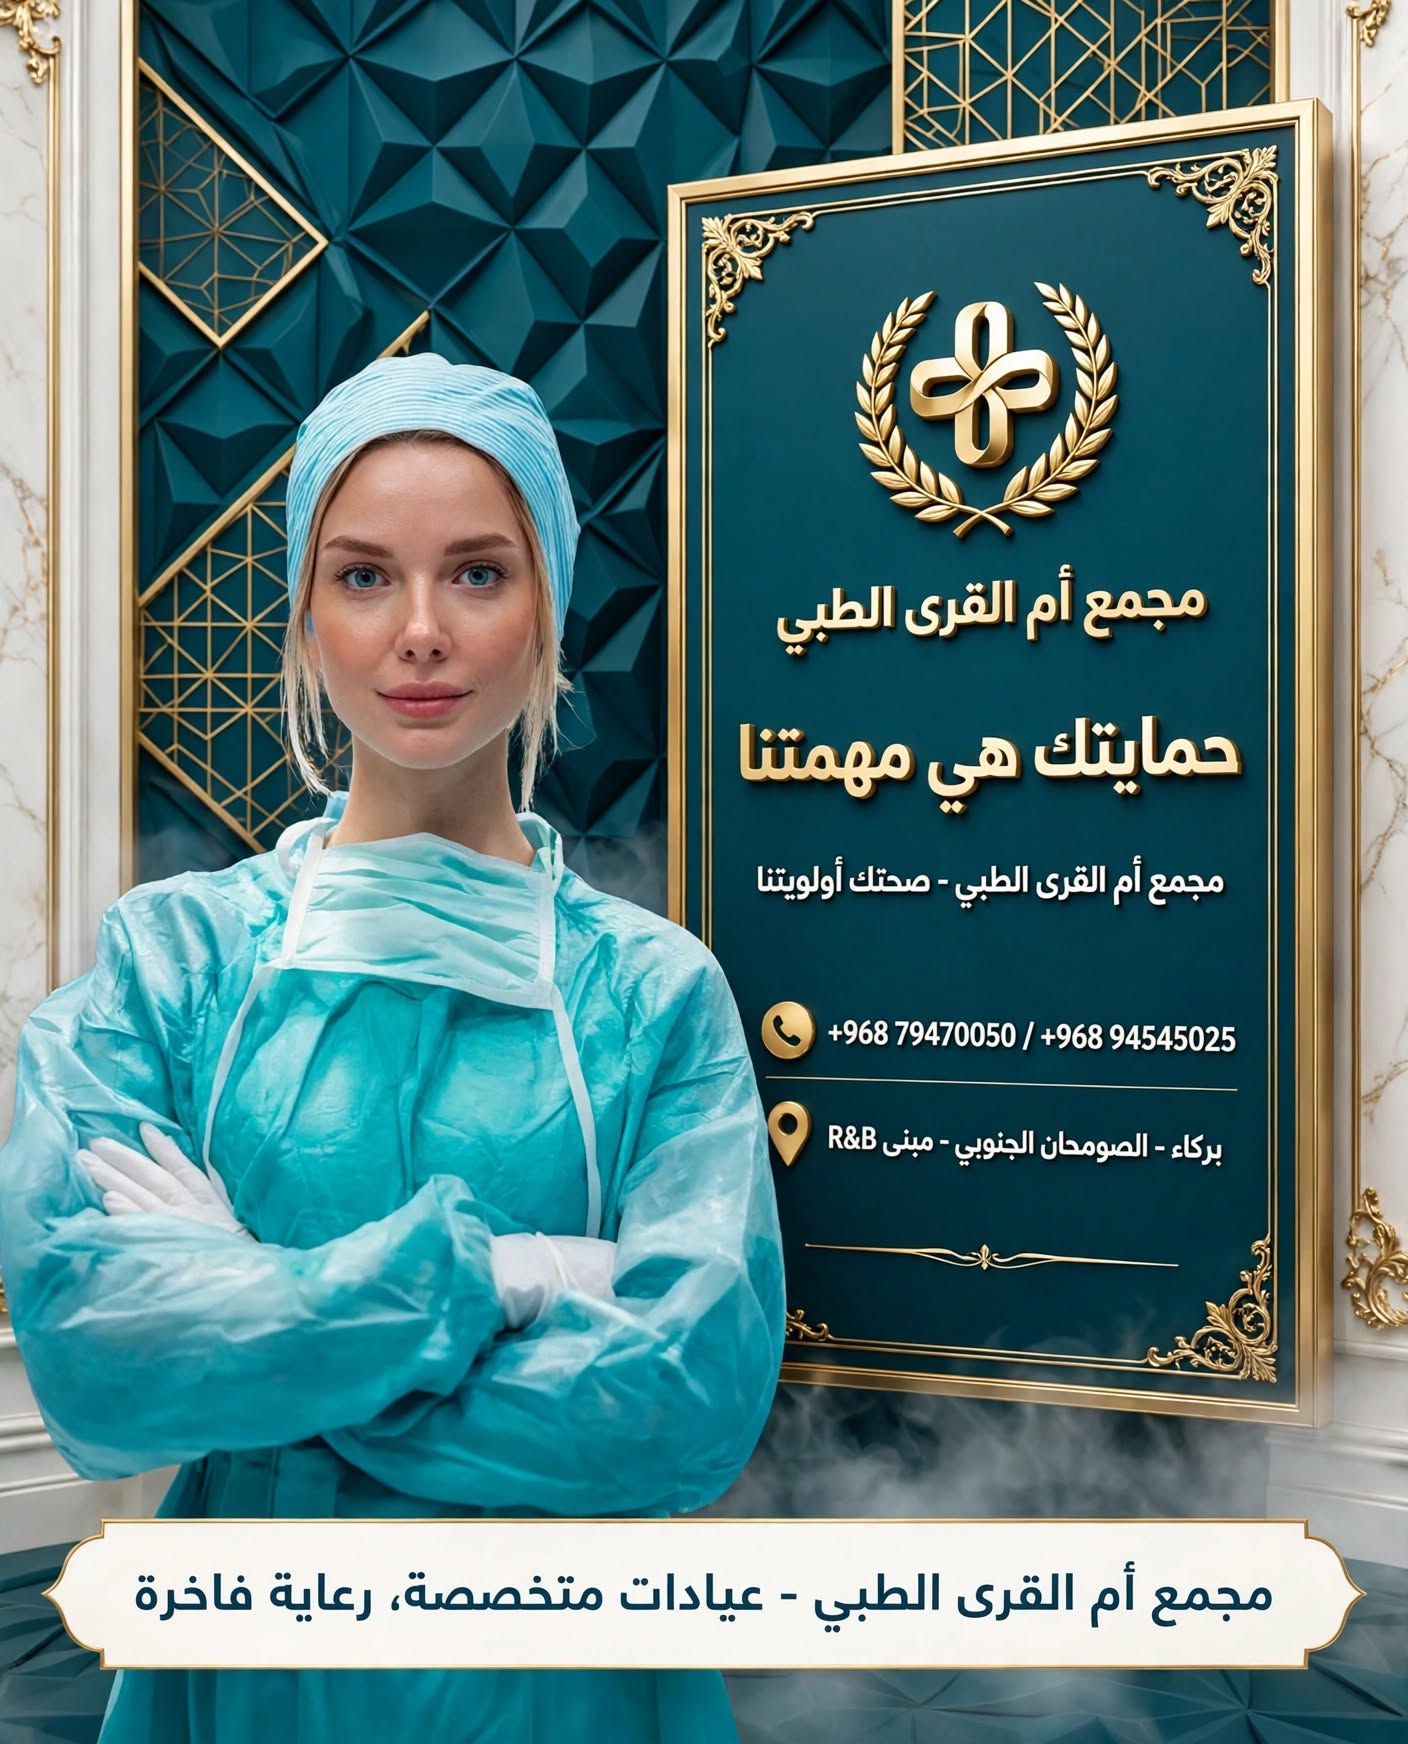 مجمع أم القرى الطبي
حمايتك هي مهمتنا
مجمع أم القرى الطبي - صحتك أولويتنا
+968 79470050 / +968 94545025
بركاء - الصومحان الجنوبي - مبنى R&B
مجمع أم القرى الطبي - عيادات متخصصة، رعاية فاخرة